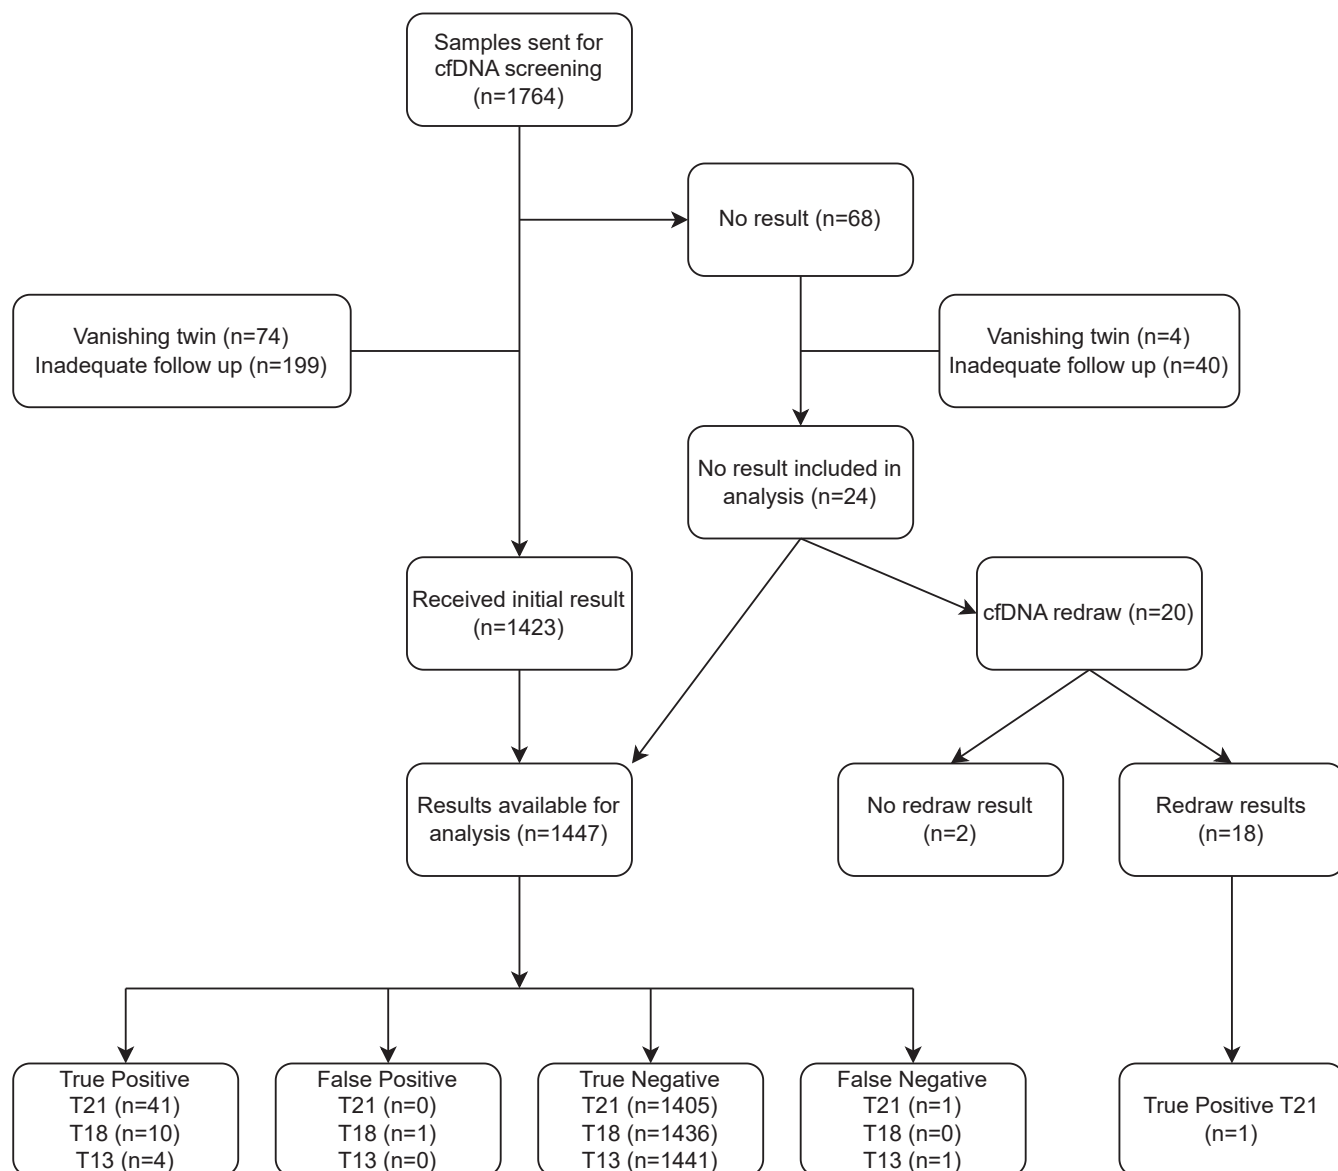 Samples sent for
cfDNA screening
(n=1764)
No result (n=68)
Vanishing twin (n=74)
Inadequate follow up (n=199)
Vanishing twin (n=4)
Inadequate follow up (n=40)
No result included in
analysis (n=24)
Received initial result
(n=1423)
cfDNA redraw (n=20)
Results available for
analysis (n=1447)
No redraw result
(n=2)
Redraw results
(n=18)
True Positive
T21 (n=41)
T18 (n=10)
T13 (n=4)
False Positive
T21 (n=0)
T18 (n=1)
T13 (n=0)
True Negative
T21 (n=1405)
T18 (n=1436)
T13 (n=1441)
False Negative
T21 (n=1)
T18 (n=0)
T13 (n=1)
True Positive T21
(n=1)